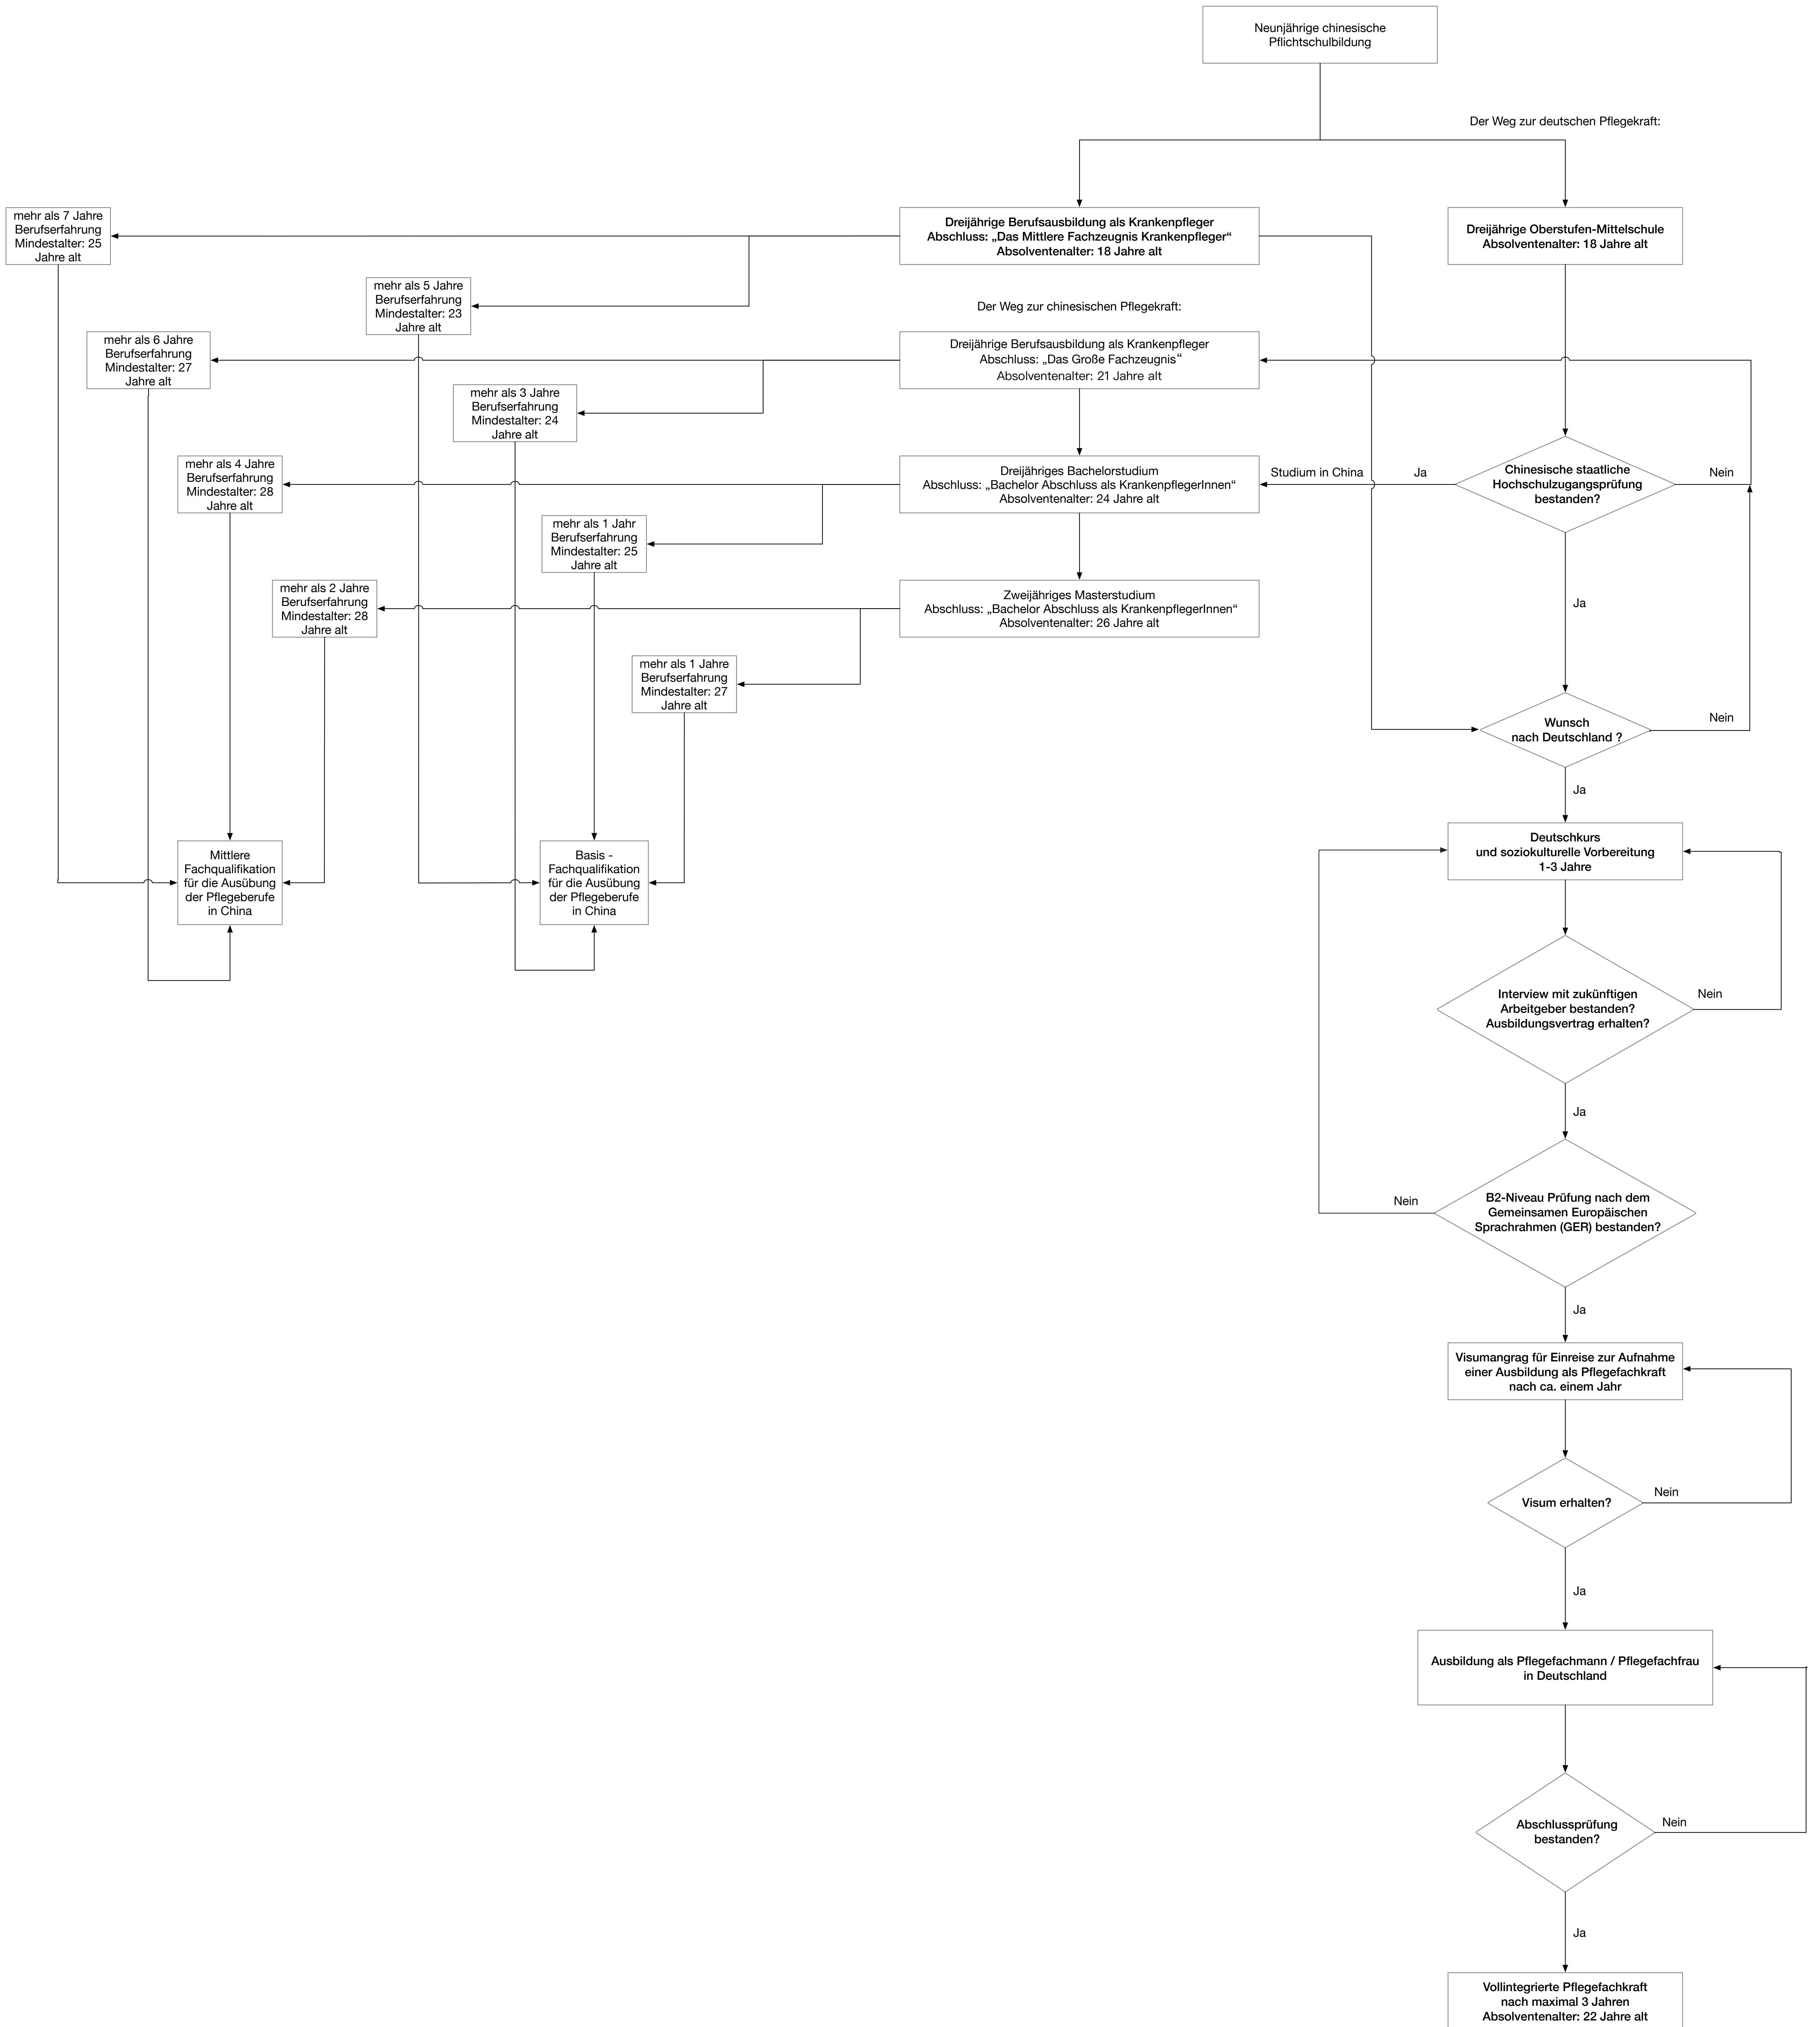 Neunjährige chinesische
Pflichtschulbildung
Der Weg zur deutschen Pflegekraft:
mehr als 7 Jahre
Berufserfahrung
Mindestalter: 25
Jahre alt
Dreijährige Berufsausbildung als Krankenpfleger
Abschluss: „Das Mittlere Fachzeugnis Krankenpfleger“
Absolventenalter: 18 Jahre alt
Dreijährige Oberstufen-Mittelschule
Absolventenalter: 18 Jahre alt
mehr als 5 Jahre
Berufserfahrung
Mindestalter: 23
Jahre alt
Der Weg zur chinesischen Pflegekraft:
mehr als 6 Jahre
Berufserfahrung
Mindestalter: 27
Jahre alt
Dreijährige Berufsausbildung als Krankenpfleger
Abschluss: „Das Große Fachzeugnis“
Absolventenalter: 21 Jahre alt
mehr als 3 Jahre
Berufserfahrung
Mindestalter: 24
Jahre alt
mehr als 4 Jahre
Berufserfahrung
Mindestalter: 28
Jahre alt
Dreijähriges Bachelorstudium
Abschluss: „Bachelor Abschluss als KrankenpflegerInnen“
Absolventenalter: 24 Jahre alt
Studium in China
Ja
Chinesische staatliche
Hochschulzugangsprüfung
bestanden?
Nein
mehr als 1 Jahr
Berufserfahrung
Mindestalter: 25
Jahre alt
mehr als 2 Jahre
Berufserfahrung
Mindestalter: 28
Jahre alt
Zweijähriges Masterstudium
Abschluss: „Bachelor Abschluss als KrankenpflegerInnen“
Absolventenalter: 26 Jahre alt
Ja
mehr als 1 Jahre
Berufserfahrung
Mindestalter: 27
Jahre alt
Wunsch
nach Deutschland ?
Nein
Ja
Mittlere
Fachqualifikation
für die Ausübung
der Pflegeberufe
in China
Basis -
Fachqualifikation
für die Ausübung
der Pflegeberufe
in China
Deutschkurs
und soziokulturelle Vorbereitung
1-3 Jahre
Interview mit zukünftigen
Arbeitgeber bestanden?
Ausbildungsvertrag erhalten?
Nein
Ja
Nein
B2-Niveau Prüfung nach dem
Gemeinsamen Europäischen
Sprachrahmen (GER) bestanden?
Ja
Visumangrag für Einreise zur Aufnahme
einer Ausbildung als Pflegefachkraft
nach ca. einem Jahr
Visum erhalten?
Nein
Ja
Ausbildung als Pflegefachmann / Pflegefachfrau
in Deutschland
Abschlussprüfung
bestanden?
Nein
Ja
Vollintegrierte Pflegefachkraft
nach maximal 3 Jahren
Absolventenalter: 22 Jahre alt